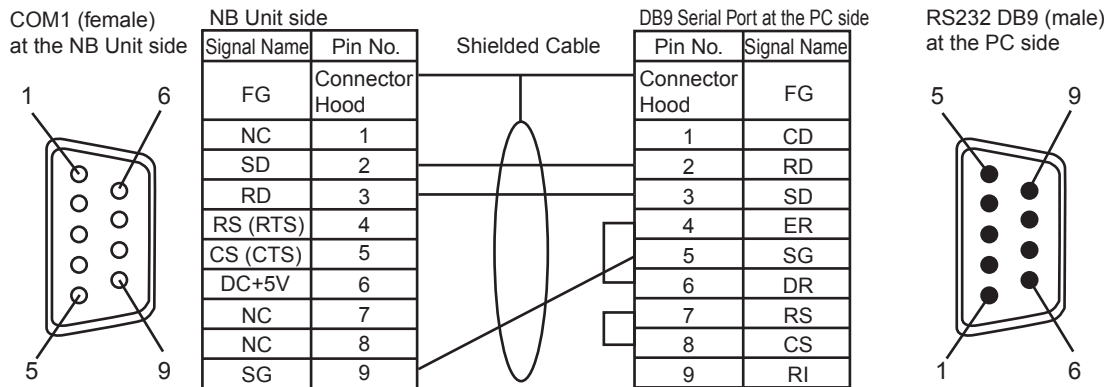 COM1 (female)
at the NB Unit side
NB Unit side
DB9 Serial Port at the PC side
RS232 DB9 (male)
at the PC side
Signal Name Pin No. Shielded Cable Pin No. Signal Name
FG Connector Hood Connector Hood FG
NC 1 1 CD
SD 2 2 RD
RD 3 3 SD
RS (RTS) 4 4 ER
CS (CTS) 5 5 SG
DC+5V 6 6 DR
NC 7 7 RS
NC 8 8 CS
SG 9 9 RI
1 6
5 9
5 9
1 6